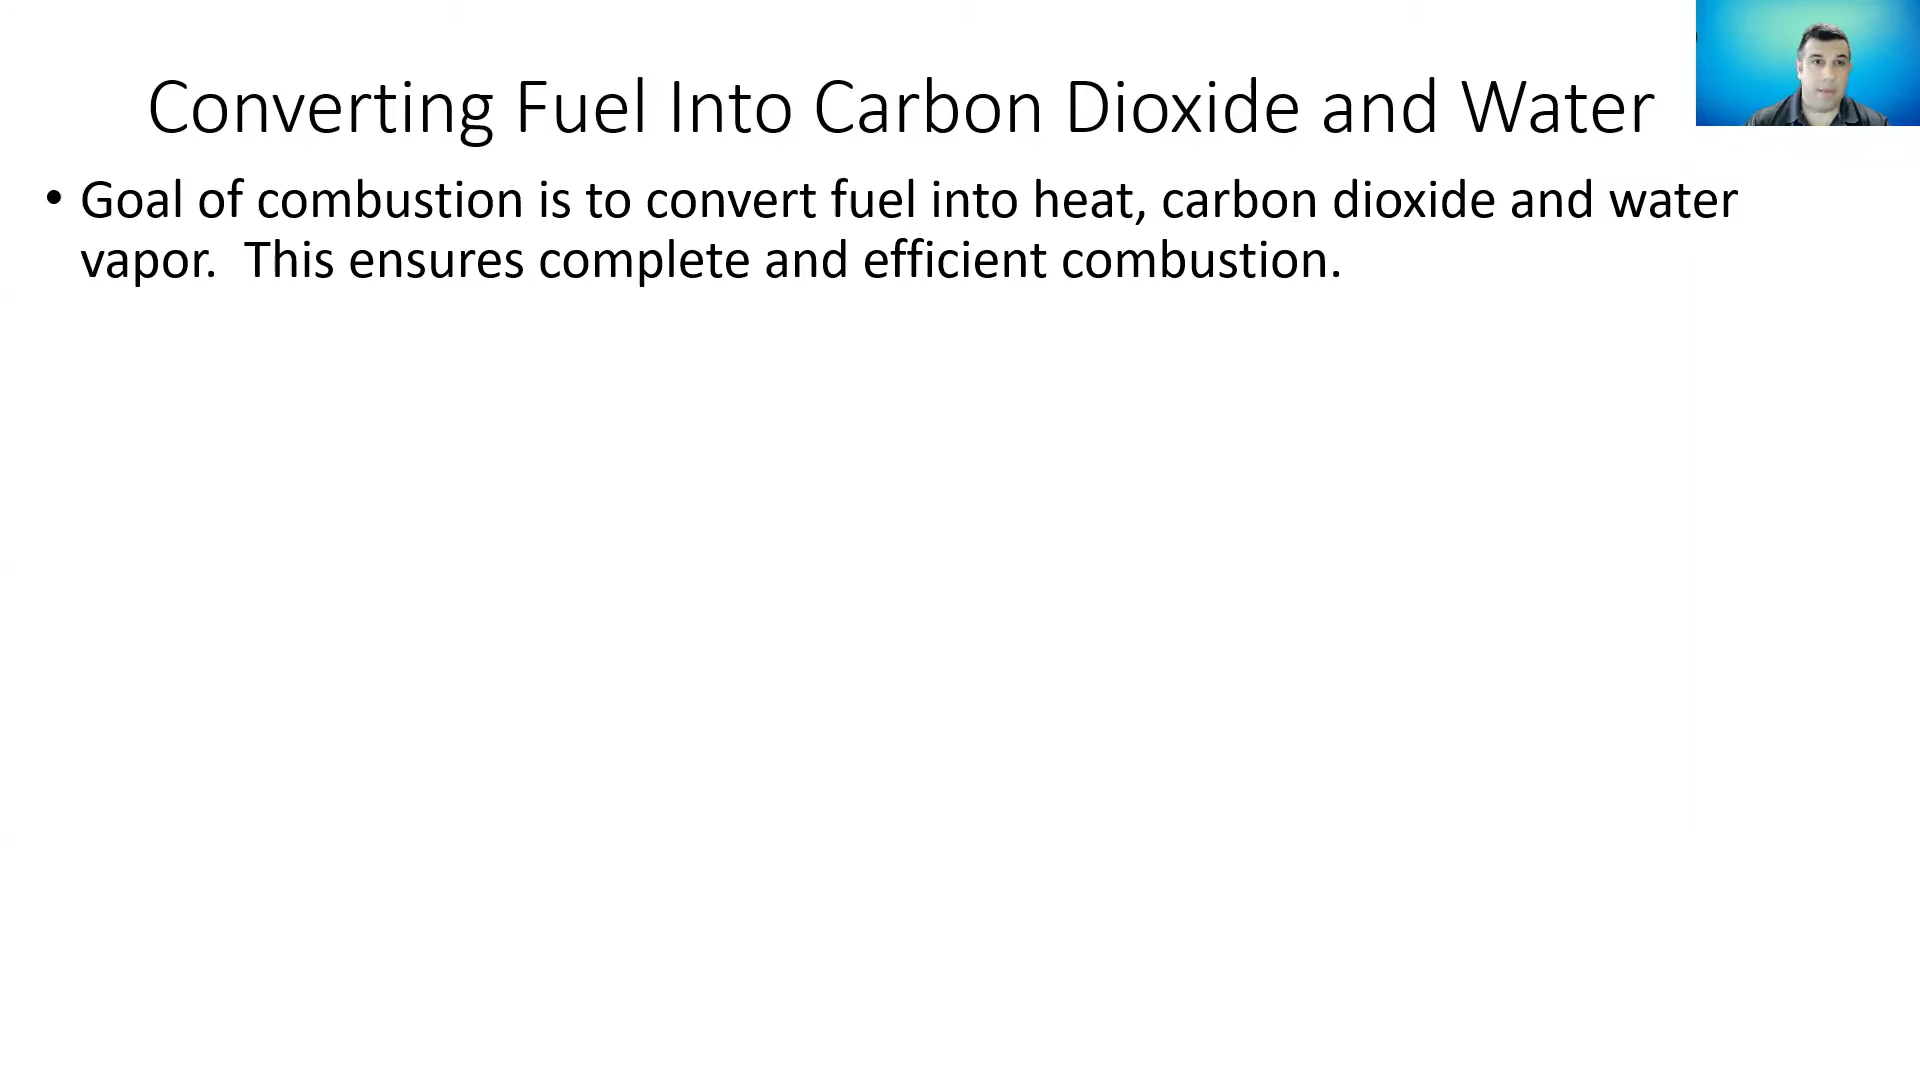 Converting Fuel Into Carbon Dioxide and Water
• Goal of combustion is to convert fuel into heat, carbon dioxide and water
vapor.  This ensures complete and efficient combustion.